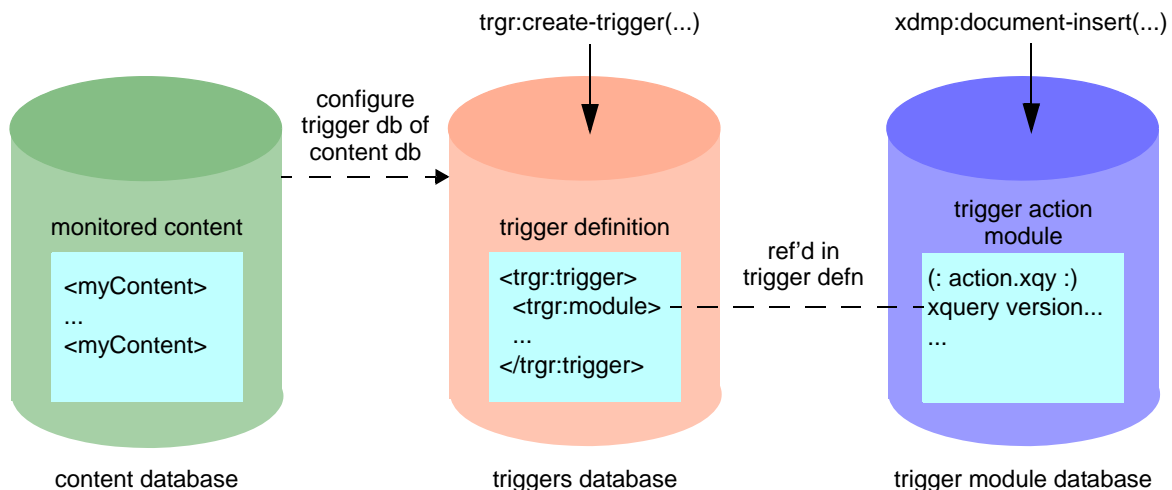 trgr:create-trigger(...)
xdmp:document-insert(...)
configure
trigger db of
content db
monitored content
<myContent>
...
<myContent>
trigger definition
<trgr:trigger>
<trgr:module>
...
</trgr:trigger>
ref’d in
trigger defn
trigger action
module
(: action.xqy :)
xquery version...
...
content database
triggers database
trigger module database